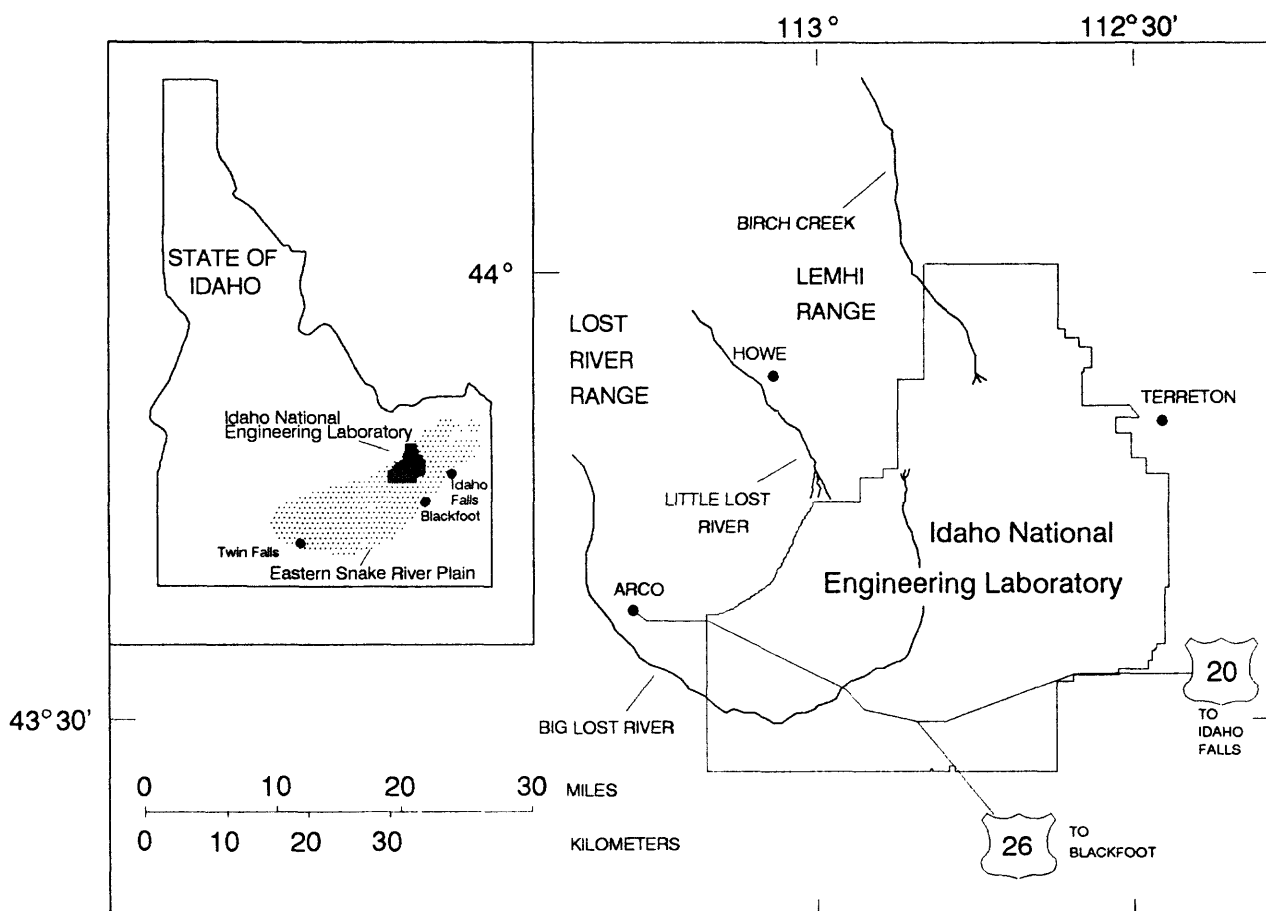 113°
112°30'
STATE OF
IDAHO
44°
Idaho National
Engineering Laboratory
Idaho
Falls
Blackfoot
Twin Falls
Eastern Snake River Plain
BIRCH CREEK
LEMHI
RANGE
LOST
RIVER
RANGE
HOWE
TERRETON
LITTLE LOST
RIVER
Idaho National
Engineering Laboratory
ARCO
20
TO
IDAHO
FALLS
43°30'
BIG LOST RIVER
0 10 20 30 MILES
0 10 20 30 KILOMETERS
26
TO
BLACKFOOT